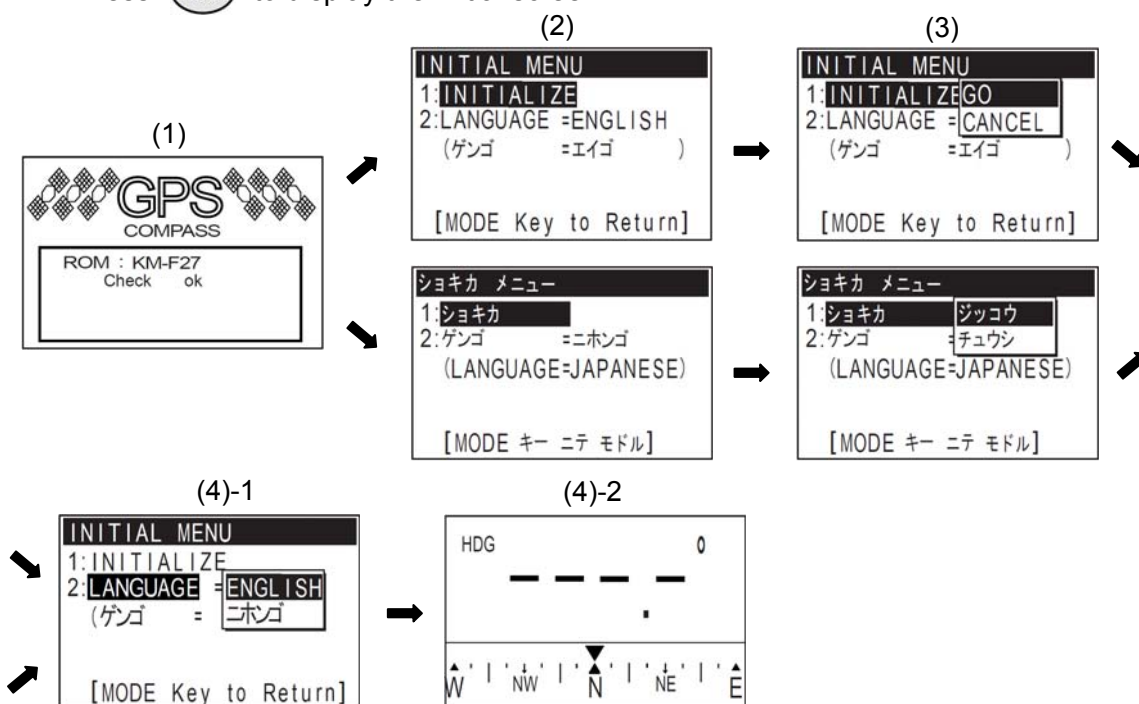 to display the
(2)
INITIAL MENU
1:INITIALIZE
2:LANGUAGE =ENGLISH
(ゲンゴ =エイゴ )
[MODE Key to Return]
(3)
INITIAL MENU
1:INITIALIZE
GO
2:LANGUAGE =
CANCEL
(ゲンゴ =エイゴ )
[MODE Key to Return]
(1)
GPS
COMPASS
ROM : KM-F27
Check ok
ショキカ メニュー
1:ショキカ
2:ゲンゴ =ニホンゴ
(LANGUAGE=JAPANESE)
[MODE キー ニテ モドル]
ショキカ メニュー
1:ショキカ
ジッコウ
2:ゲンゴ =
チュウシ
(LANGUAGE=JAPANESE)
[MODE キー ニテ モドル]
(4)-1
INITIAL MENU
1:INITIALIZE
2:LANGUAGE =ENGLISH
(ゲンゴ = ニホンゴ
[MODE Key to Return]
(4)-2
HDG 0
--- -.
W NW N NE E